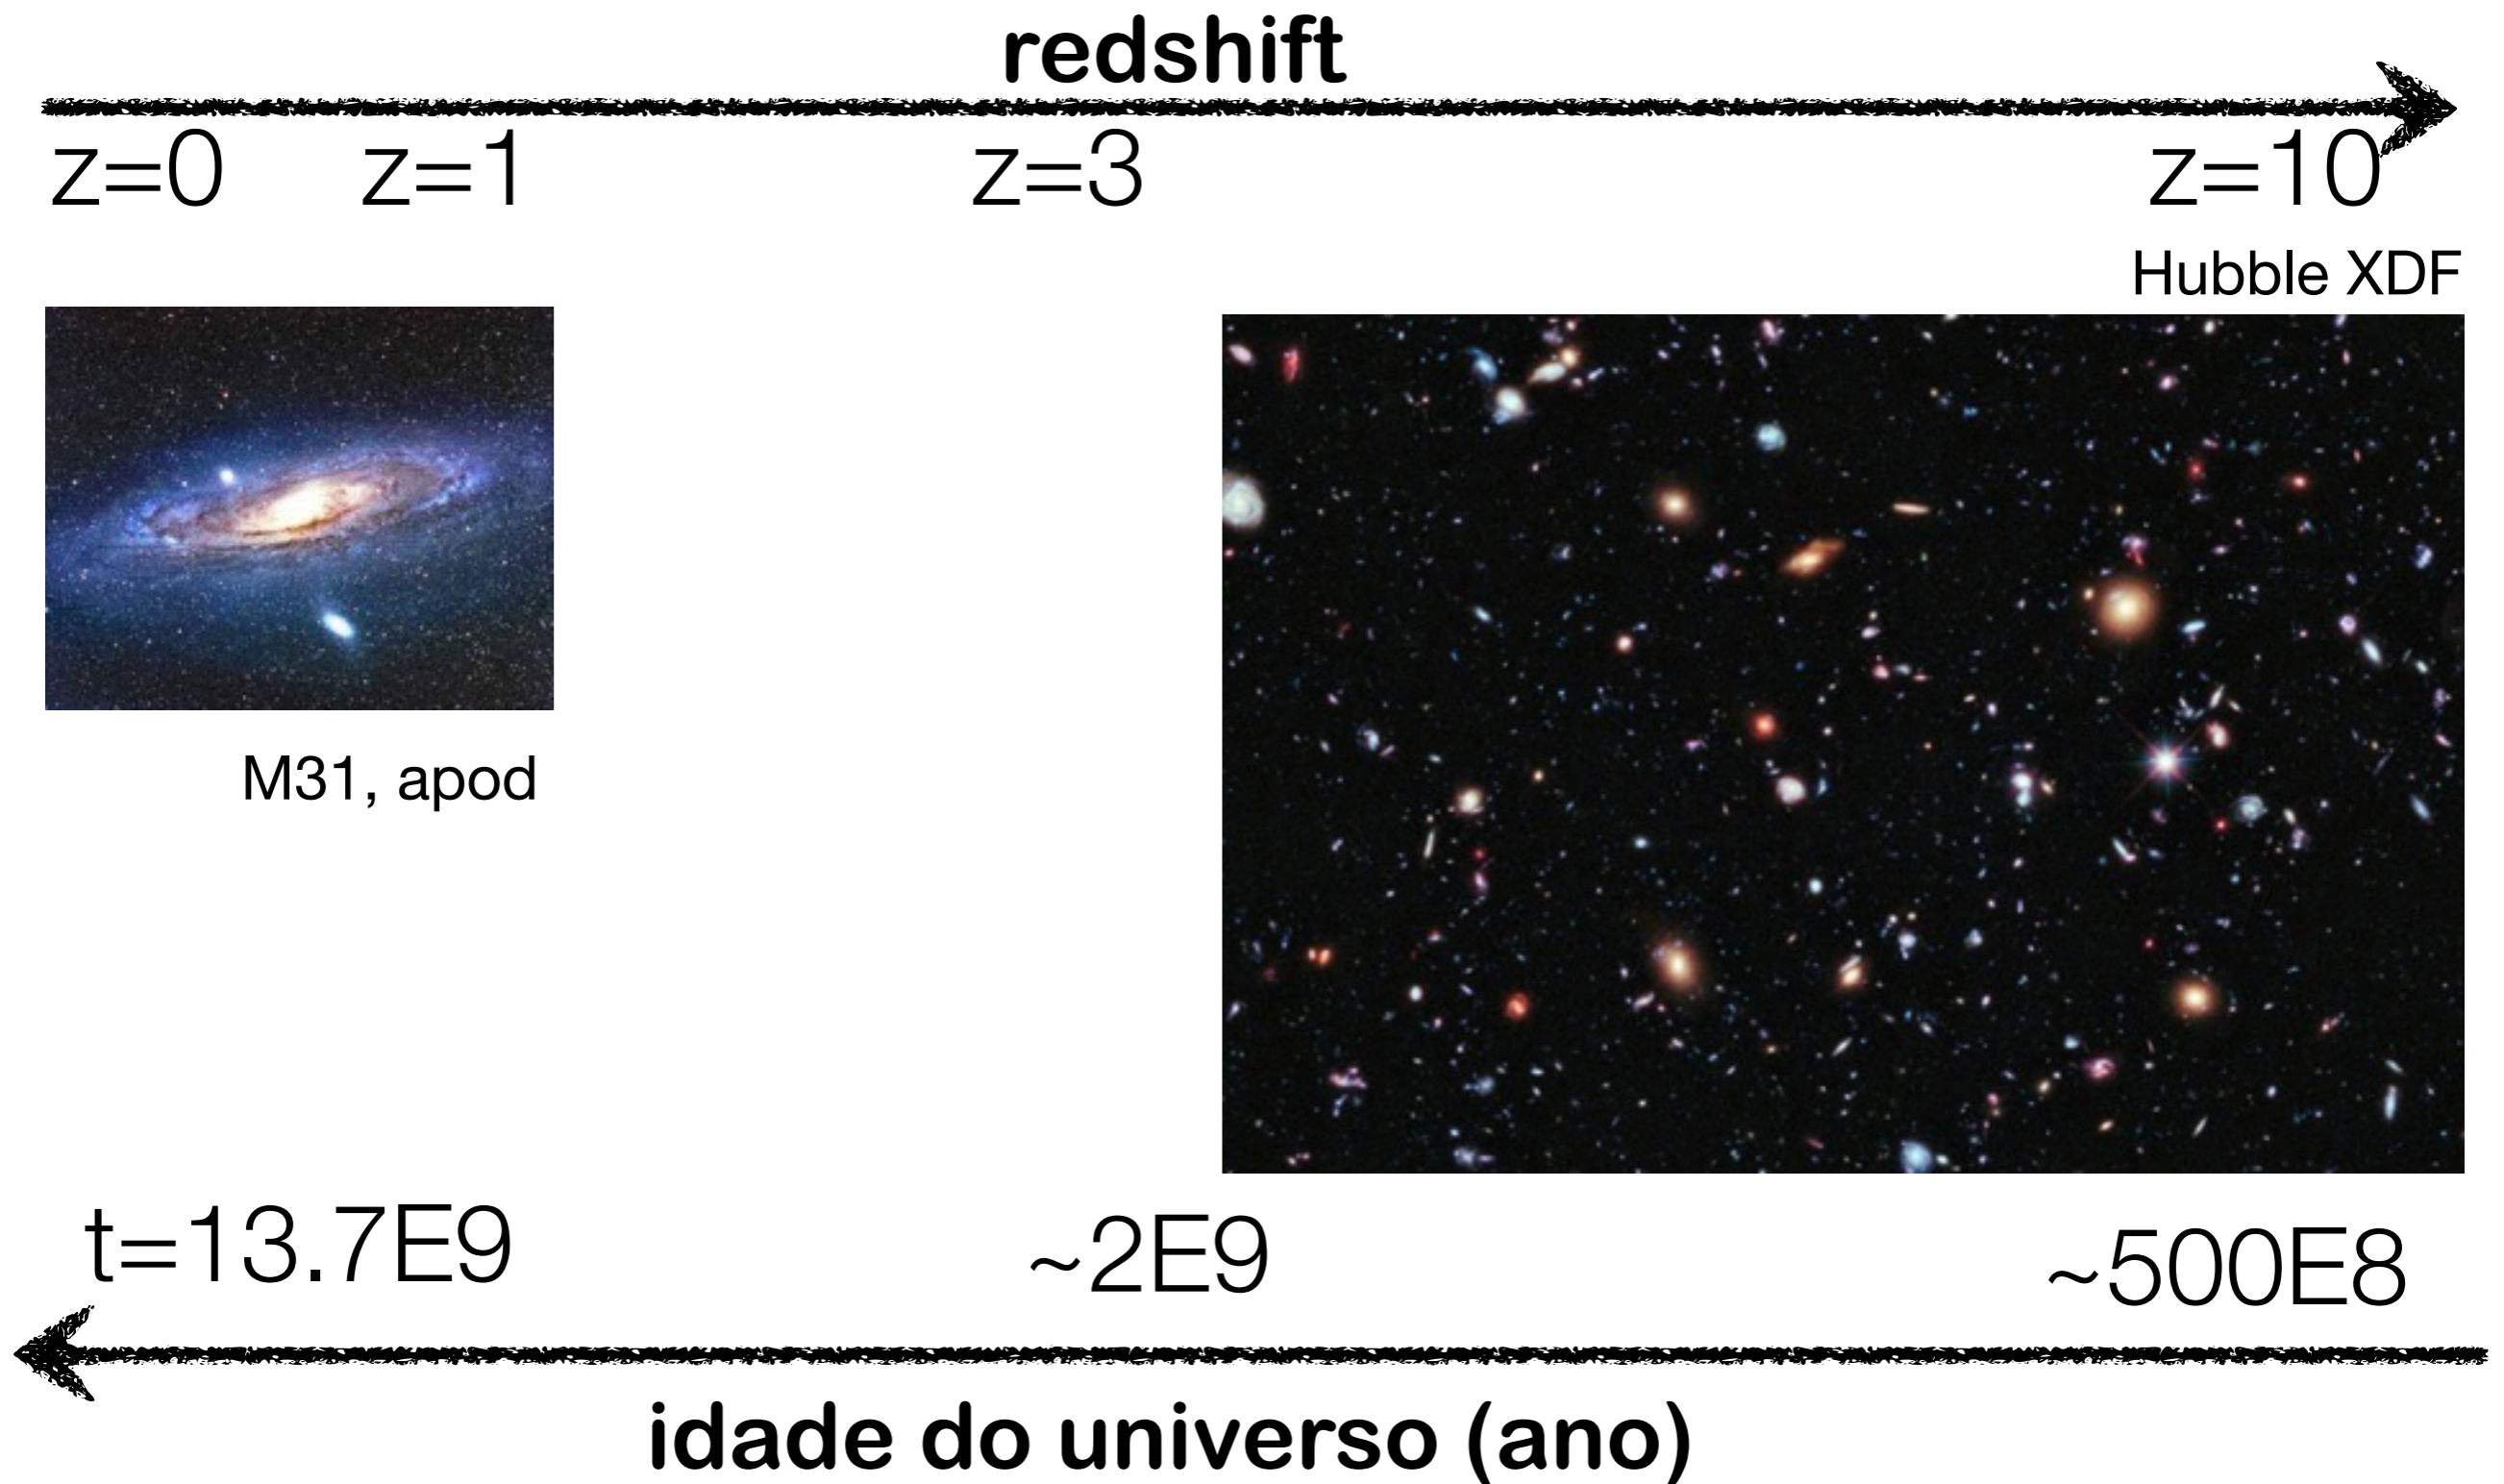 redshift
z=0 z=1 z=3 z=10
Hubble XDF
M31, apod
t=13.7E9 ~2E9 ~500E8
idade do universo (ano)